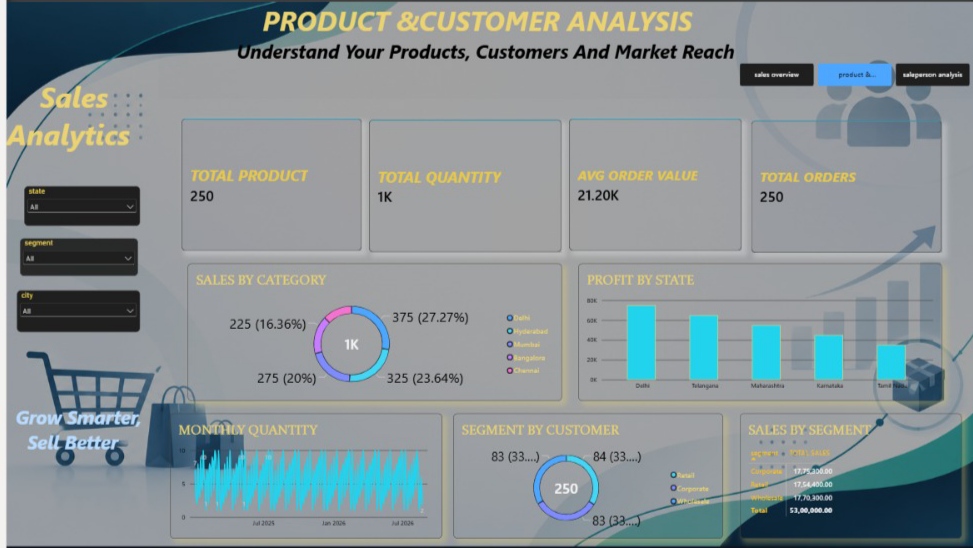 PRODUCT &CUSTOMER ANALYSIS
Understand Your Products, Customers And Market Reach
sales overview
product &...
saleperson analysis
Sales
Analytics
state
All
segment
All
city
All
Grow Smarter,
Sell Better
TOTAL PRODUCT
250
TOTAL QUANTITY
1K
AVG ORDER VALUE
21.20K
TOTAL ORDERS
250
SALES BY CATEGORY
225 (16.36%)
375 (27.27%)
1K
275 (20%)
325 (23.64%)
Delhi
Hyderabad
Mumbai
Bangalore
Chennai
PROFIT BY STATE
80K
60K
40K
20K
0K
Delhi
Telangana
Maharashtra
Karnataka
Tamil Nadu
MONTHLY QUANTITY
10
5
0
Jul 2025
Jan 2026
Jul 2026
SEGMENT BY CUSTOMER
83 (33....)
84 (33....)
250
83 (33....)
Retail
Corporate
Wholesale
SALES BY SEGMENT
segment TOTAL SALES
Corporate
Retail 17,54,400.00
Wholesale 17,70,300.00
Total 53,00,000.00